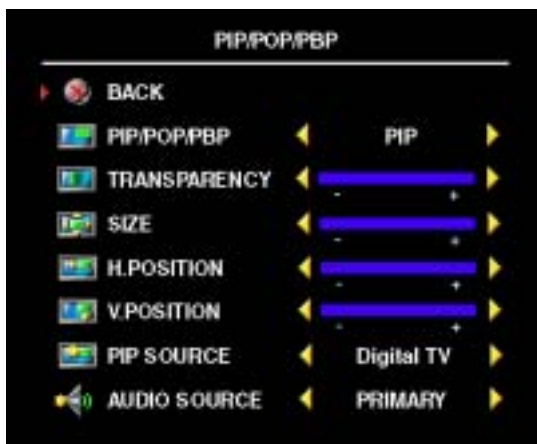 PIP/POP/PBP
BACK
PIP/POP/PBP PIP
TRANSPARENCY
- +
SIZE
- +
H.POSITION
- +
V.POSITION
- +
PIP SOURCE Digital TV
AUDIO SOURCE PRIMARY